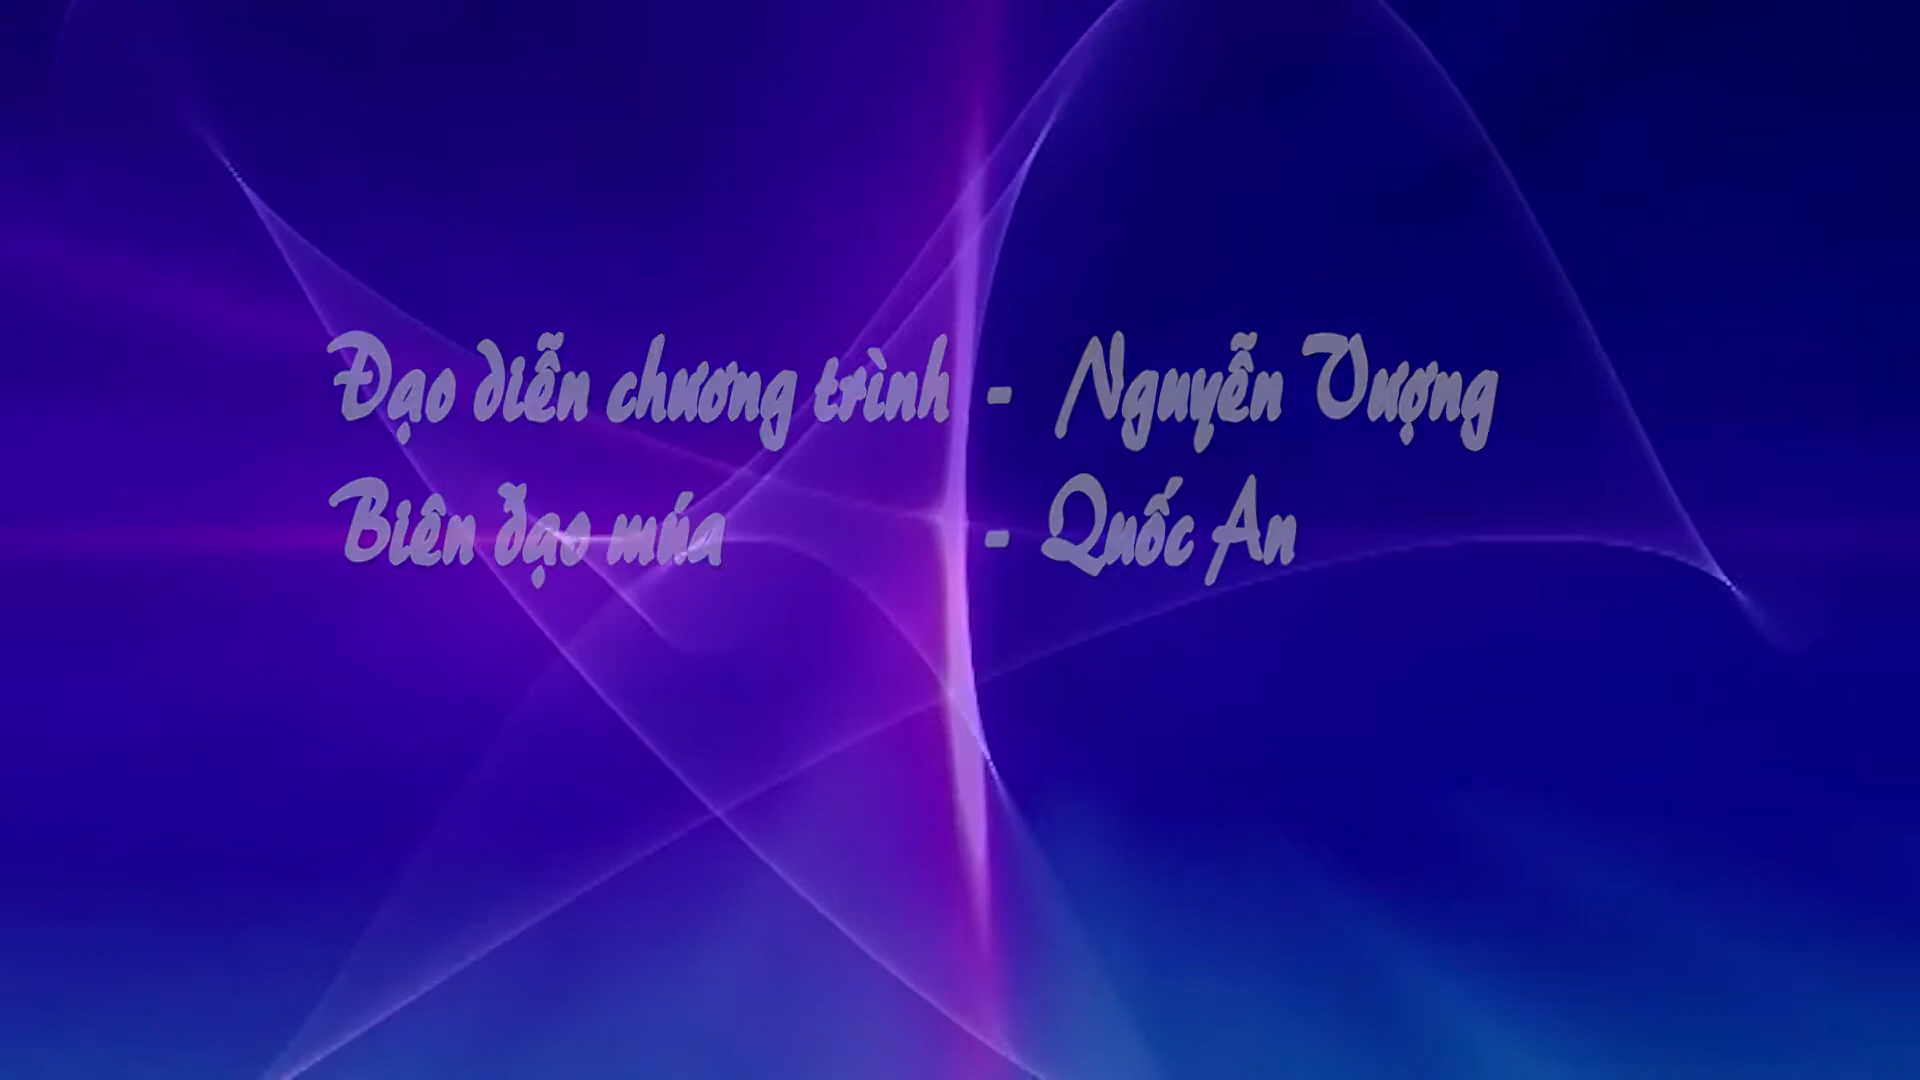 Đạo diễn chương trình - Nguyễn Vượng
Biên đạo múa - Quốc An